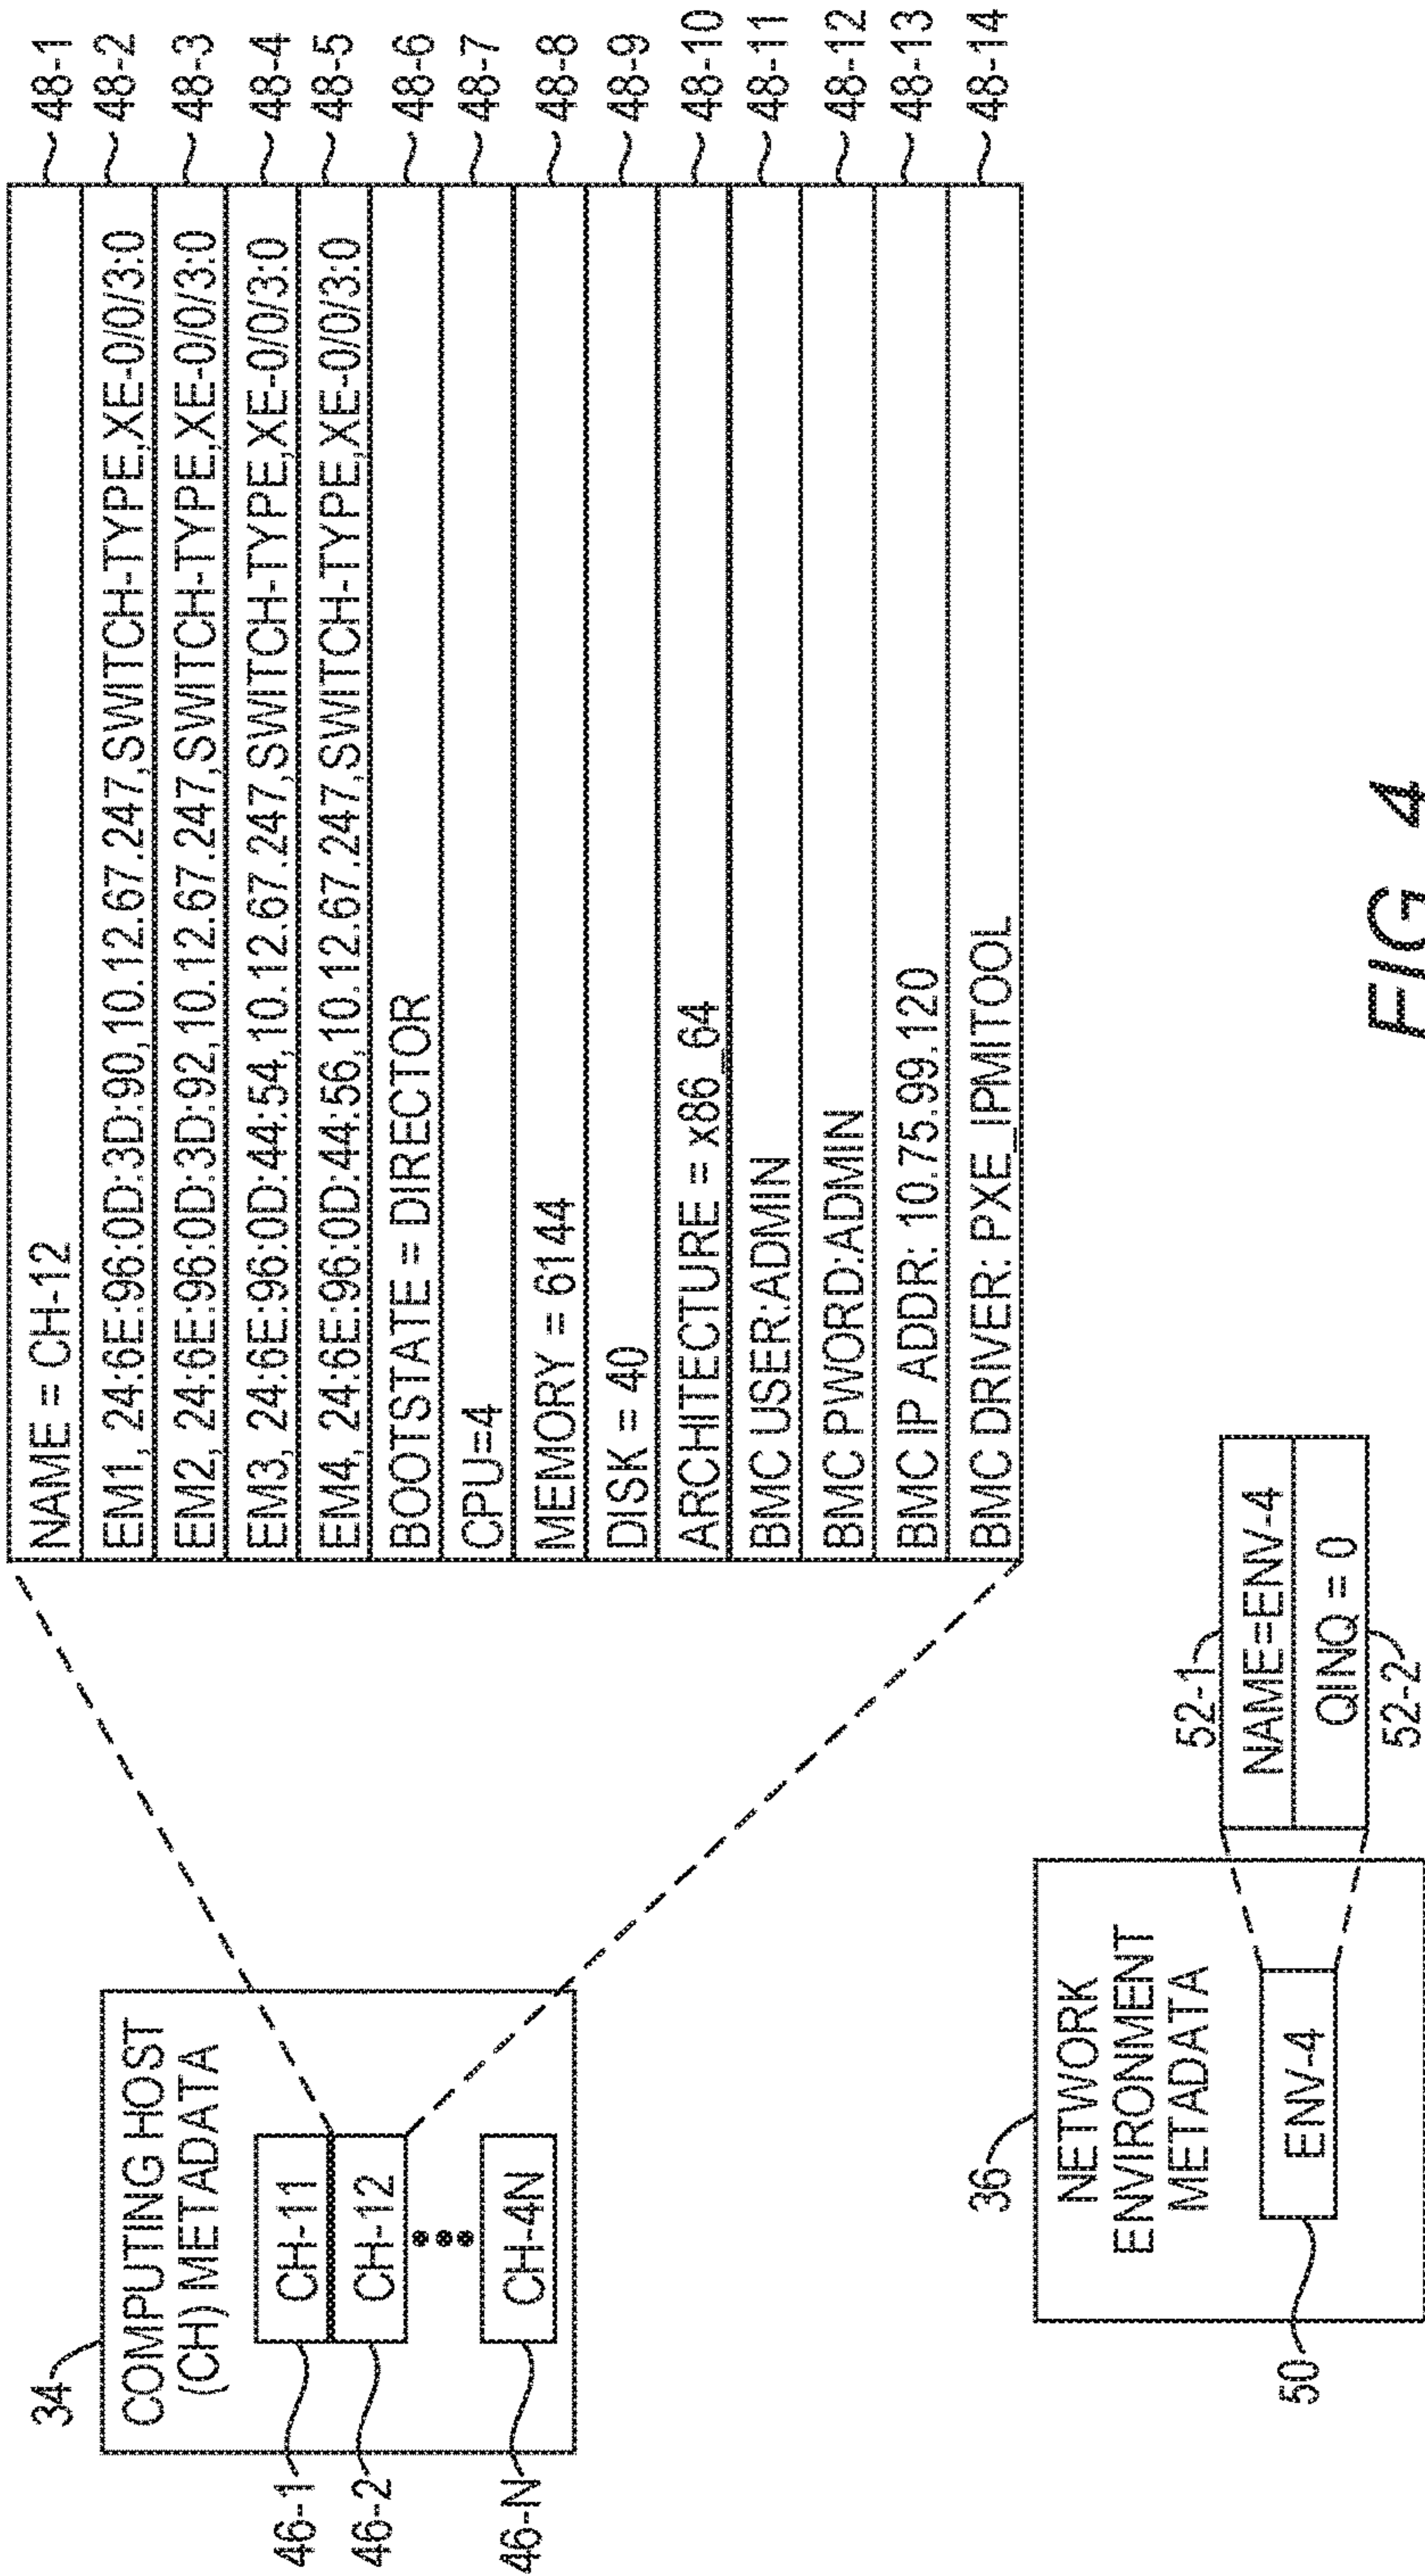 34
COMPUTING HOST
(CH) METADATA
46-1
CH-11
46-2
CH-12
46-N
CH-4N
NAME = CH-12
48-1
EM1, 24:6E:96:0D:3D:90,10.12.67.247,SWITCH-TYPE,XE-0/0/3:0
48-2
EM2, 24:6E:96:0D:3D:92,10.12.67.247,SWITCH-TYPE,XE-0/0/3:0
48-3
EM3, 24:6E:96:0D:44:54,10.12.67.247,SWITCH-TYPE,XE-0/0/3:0
48-4
EM4, 24:6E:96:0D:44:56,10.12.67.247,SWITCH-TYPE,XE-0/0/3:0
48-5
BOOTSTATE = DIRECTOR
48-6
CPU=4
48-7
MEMORY = 6144
48-8
DISK = 40
48-9
ARCHITECTURE = x86_64
48-10
BMC USER:ADMIN
48-11
BMC PWORD:ADMIN
48-12
BMC IP ADDR: 10.75.99.120
48-13
BMC DRIVER: PXE_IPMITOOL
48-14
36
NETWORK
ENVIRONMENT
METADATA
50
ENV-4
52-1
NAME=ENV-4
QINQ = 0
52-2
FIG 4